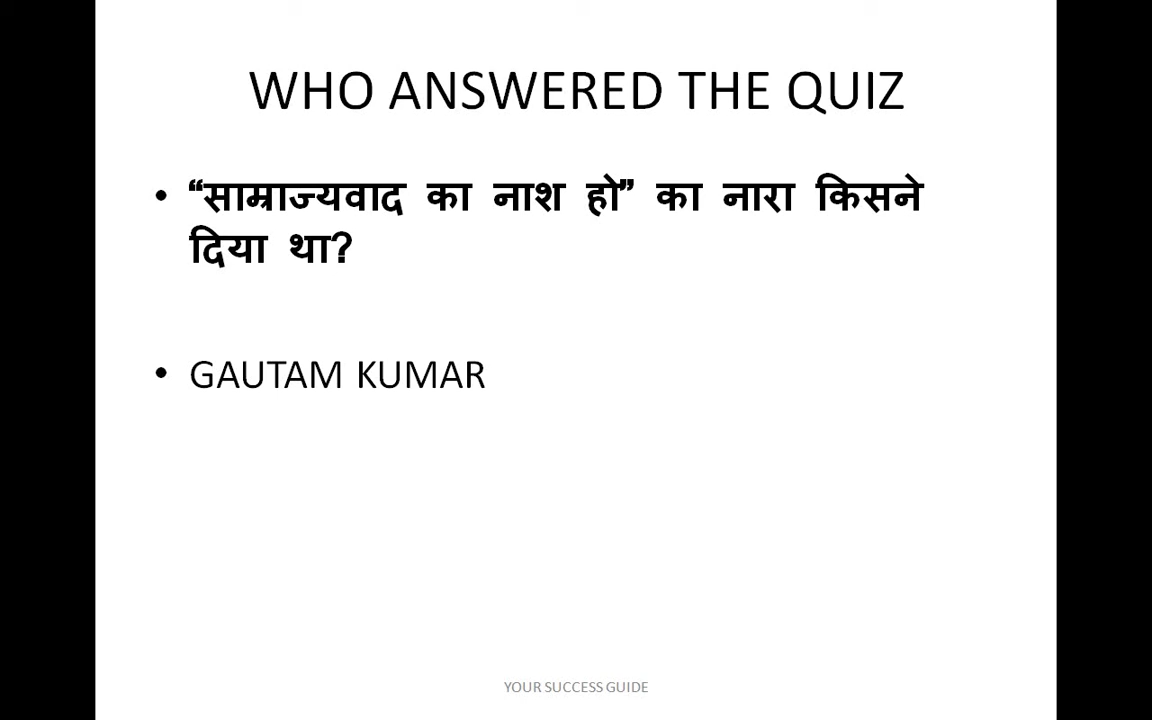 WHO ANSWERED THE QUIZ
• “साम्राज्यवाद का नाश हो” का नारा किसने
दिया था?
• GAUTAM KUMAR
YOUR SUCCESS GUIDE